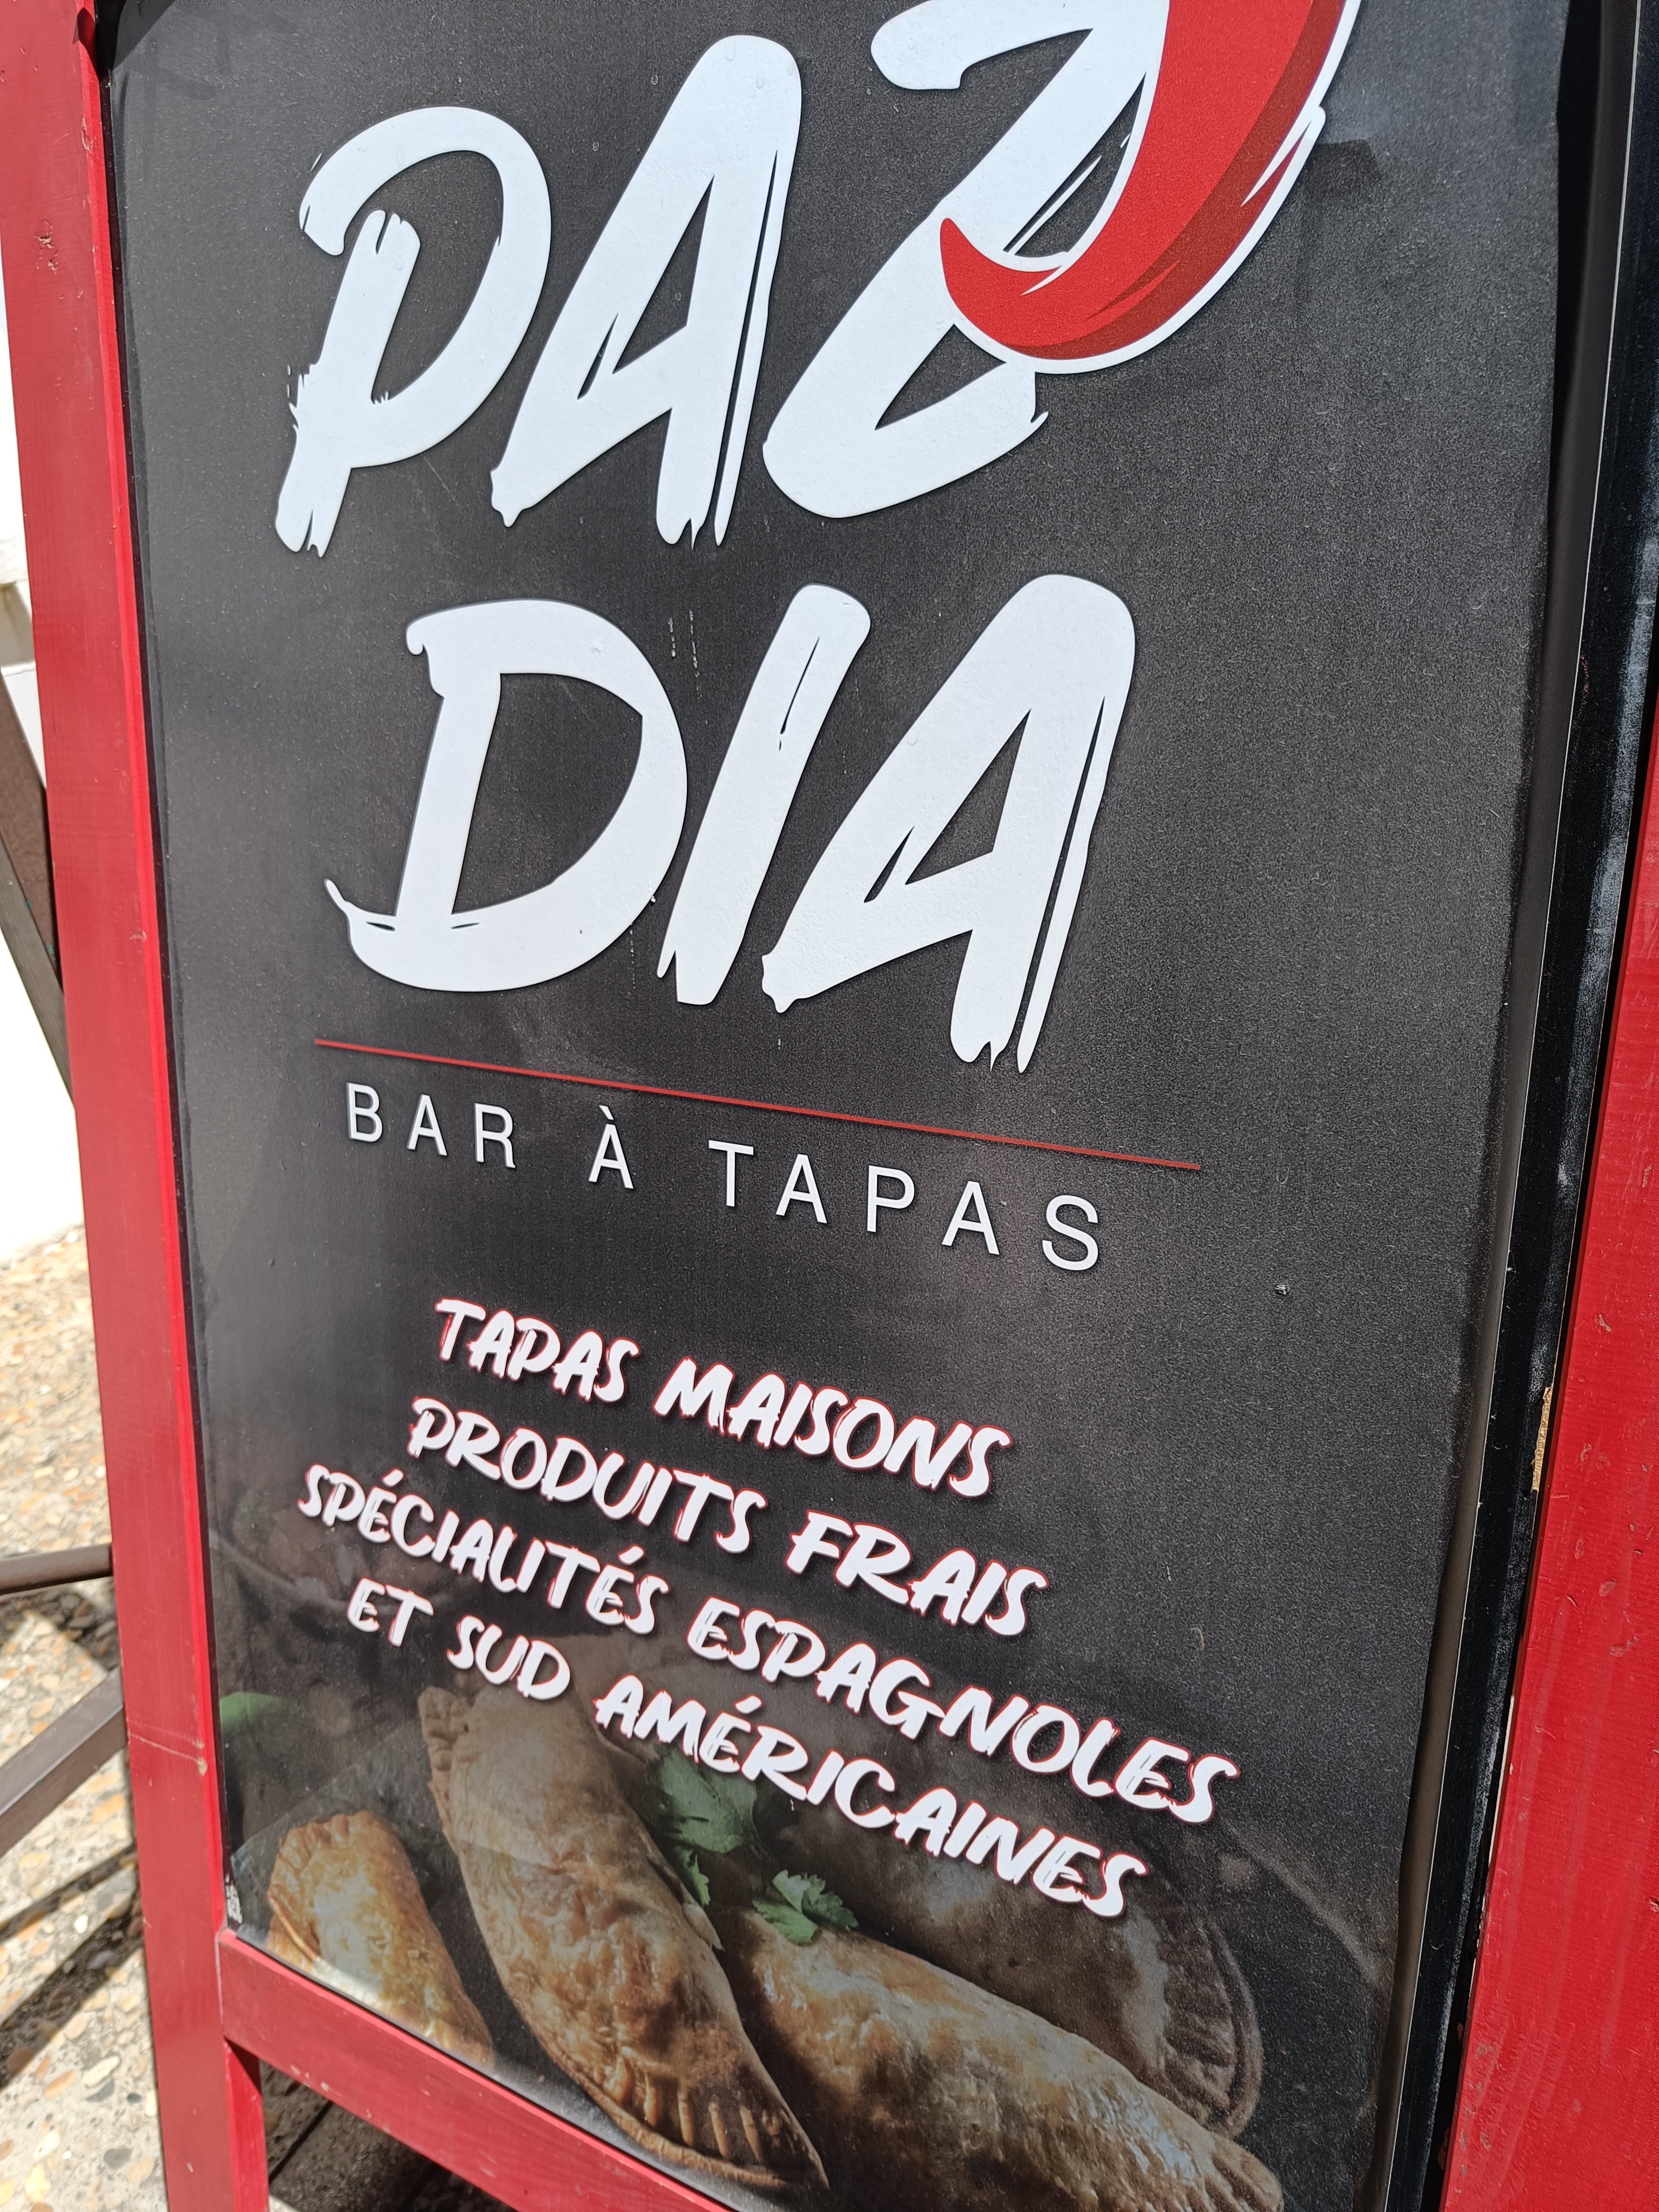 PAZ
DIA
BAR À TAPAS
TAPAS MAISONS
PRODUITS FRAIS
SPÉCIALITÉS ESPAGNOLES
ET SUD AMÉRICAINES